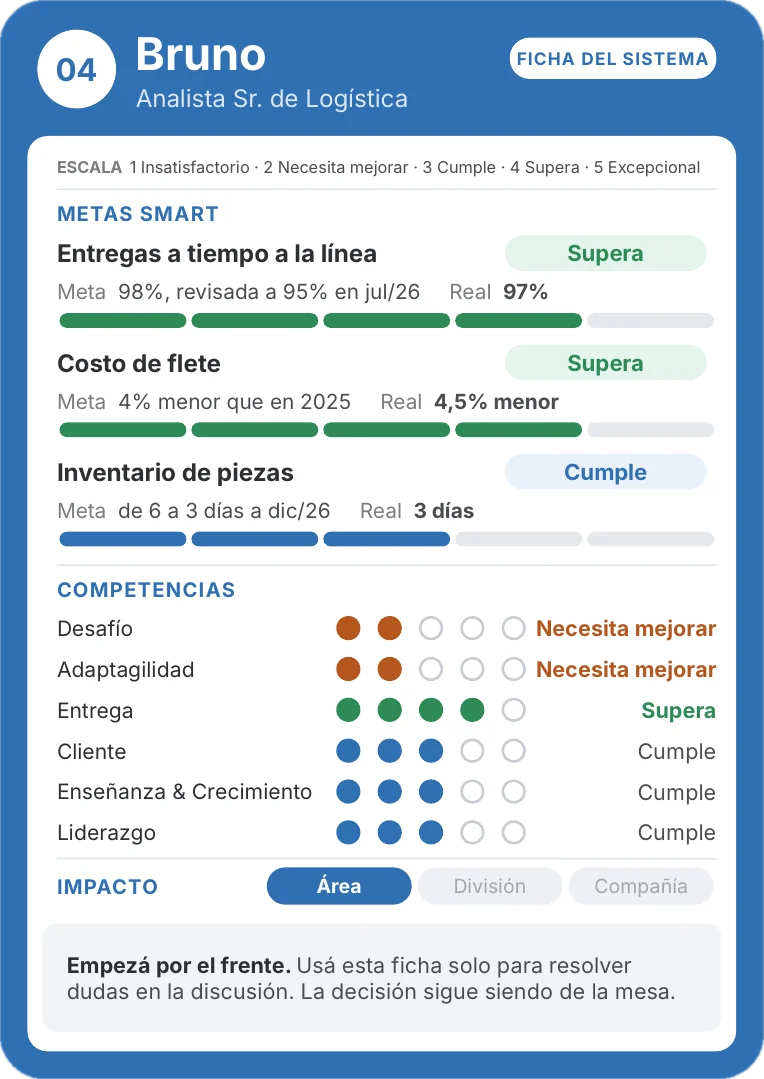 04
Bruno
Analista Sr. de Logística
FICHA DEL SISTEMA
ESCALA 1 Insatisfactorio · 2 Necesita mejorar · 3 Cumple · 4 Supera · 5 Excepcional
METAS SMART
Entregas a tiempo a la línea Supera
Meta 98%, revisada a 95% en jul/26 Real 97%
Costo de flete Supera
Meta 4% menor que en 2025 Real 4,5% menor
Inventario de piezas Cumple
Meta de 6 a 3 días a dic/26 Real 3 días
COMPETENCIAS
Desafío Necesita mejorar
Adaptagilidad Necesita mejorar
Entrega Supera
Cliente Cumple
Enseñanza & Crecimiento Cumple
Liderazgo Cumple
IMPACTO Área División Compañía
Empezá por el frente. Usá esta ficha solo para resolver
dudas en la discusión. La decisión sigue siendo de la mesa.